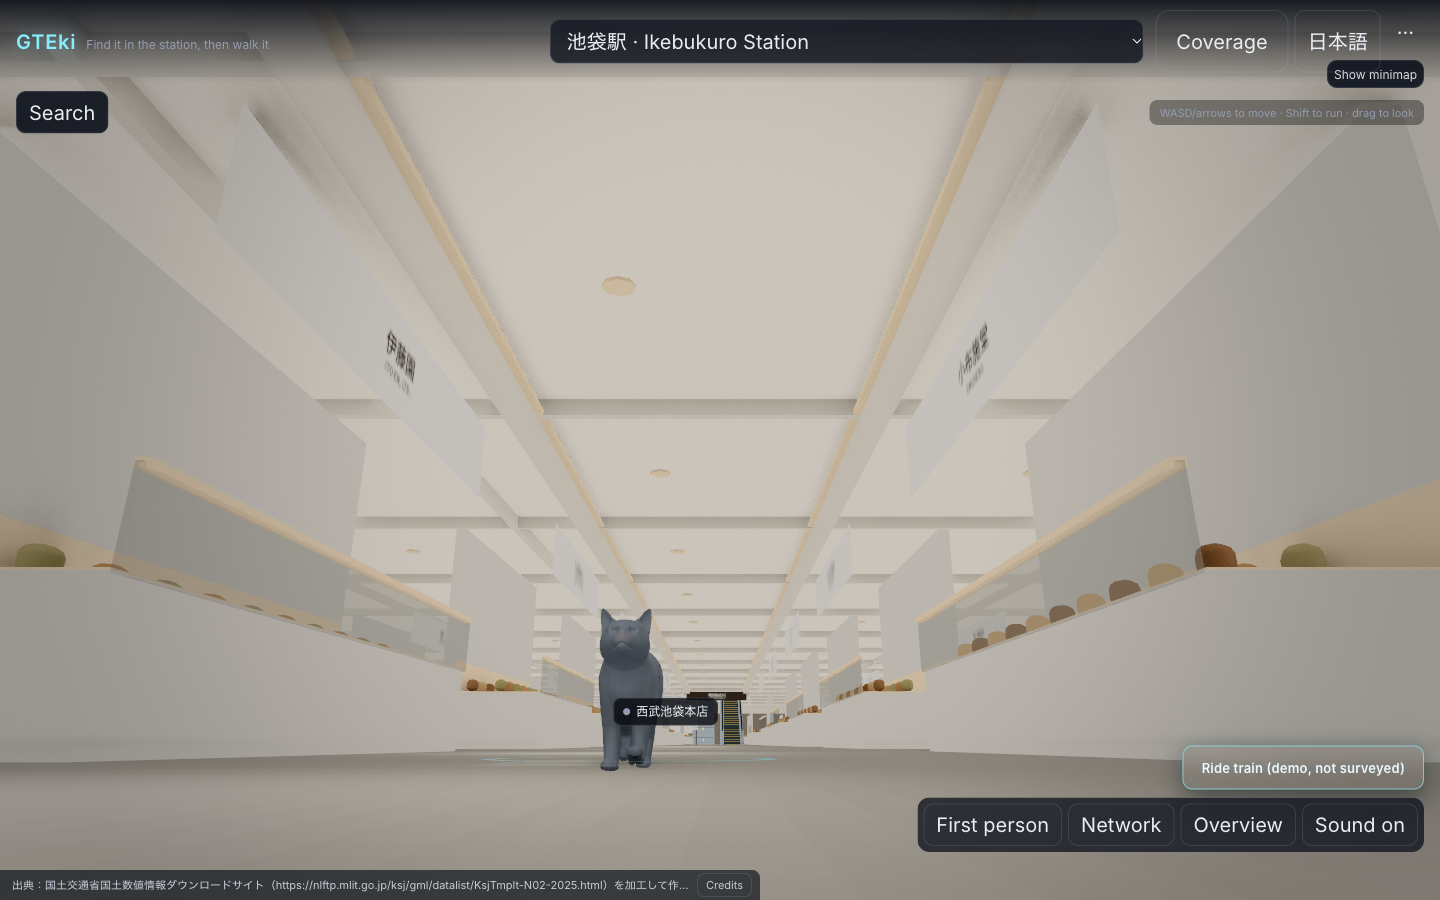 GTEki Find it in the station, then walk it
池袋駅 · Ikebukuro Station
Coverage
日本語
...
Show minimap
Search
WASD/arrows to move · Shift to run · drag to look
伊藤園
小布施堂
西武池袋本店
Ride train (demo, not surveyed)
First person
Network
Overview
Sound on
出典：国土交通省国土数値情報ダウンロードサイト（https://nlftp.mlit.go.jp/ksj/gml/datalist/KsjTmplt-N02-2025.html）を加工して作...
Credits